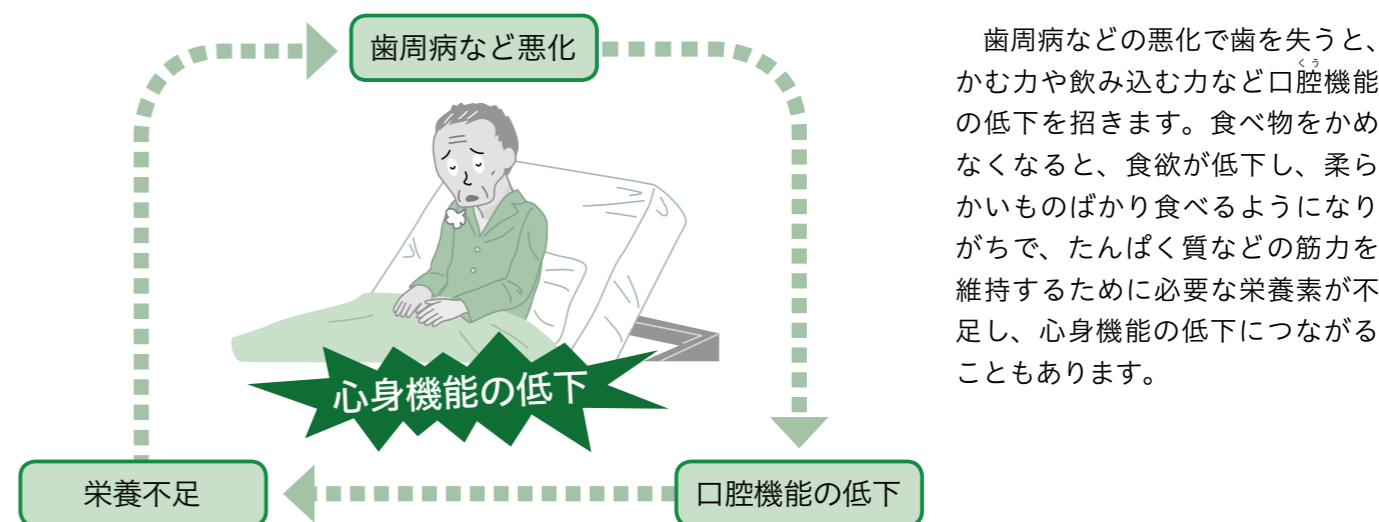 歯周病など悪化
心身機能の低下
栄養不足
口腔機能の低下
歯周病などの悪化で歯を失うと、
かむ力や飲み込む力など口腔機能
くう
の低下を招きます。食べ物をかめ
なくなると、食欲が低下し、柔ら
かいものばかり食べるようになり
がちで、たんぱく質などの筋力を
維持するために必要な栄養素が不
足し、心身機能の低下につながる
こともあります。